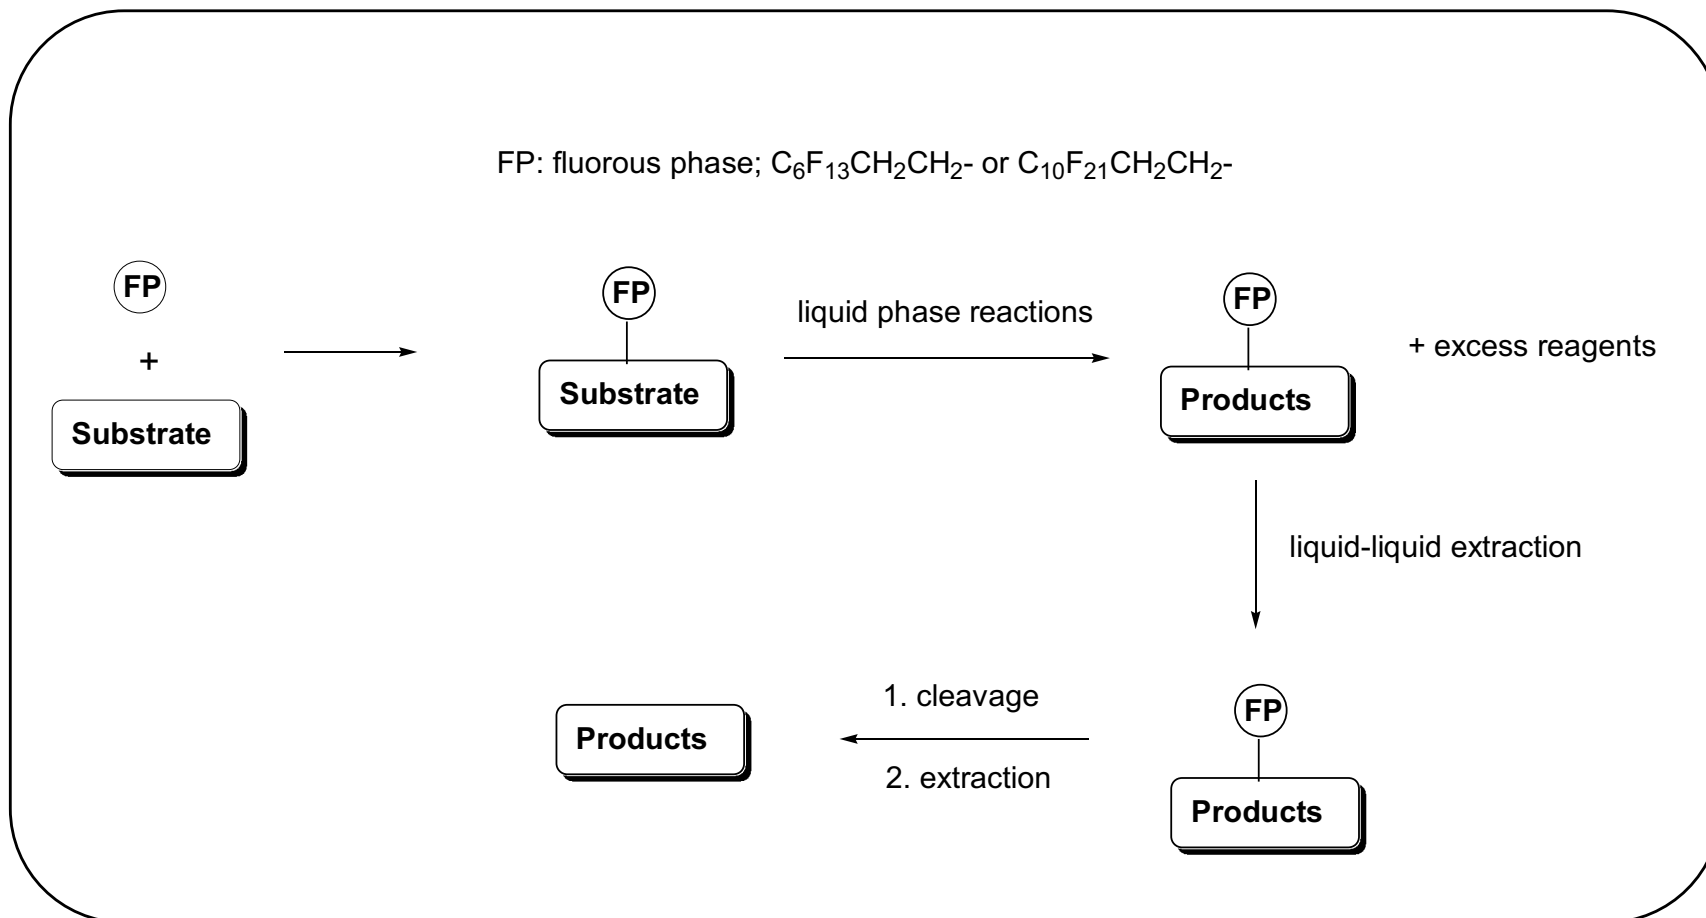 FP: fluorous phase; C6F13CH2CH2- or C10F21CH2CH2-
FP
+
Substrate
FP
Substrate
liquid phase reactions
FP
Products
+ excess reagents
liquid-liquid extraction
FP
Products
1. cleavage
2. extraction
Products